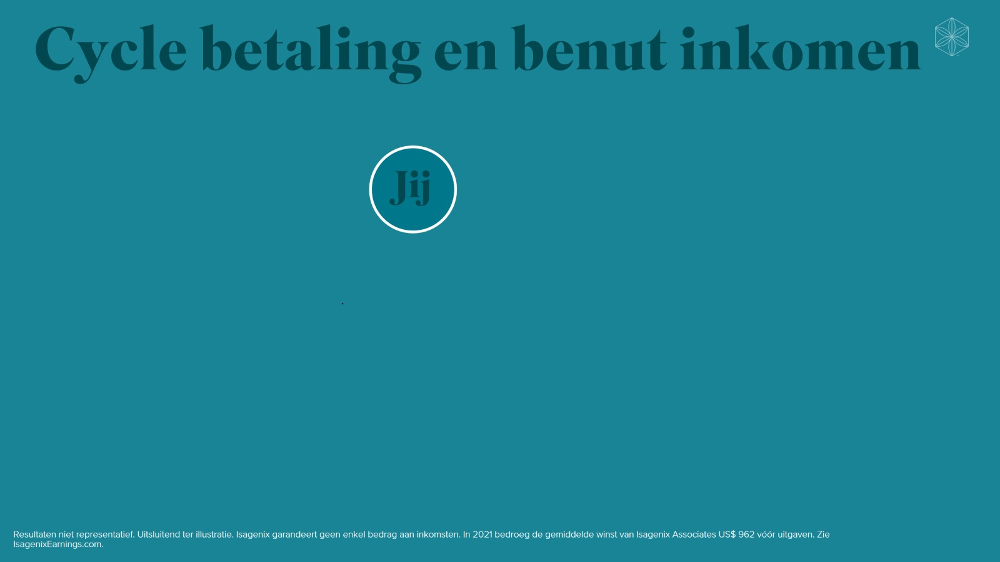 Cycle betaling en benut inkomen
Jij
.
Resultaten niet representatief. Uitsluitend ter illustratie. Isagenix garandeert geen enkel bedrag aan inkomsten. In 2021 bedroeg de gemiddelde winst van Isagenix Associates US$ 962 vóór uitgaven. Zie
IsagenixEarnings.com.